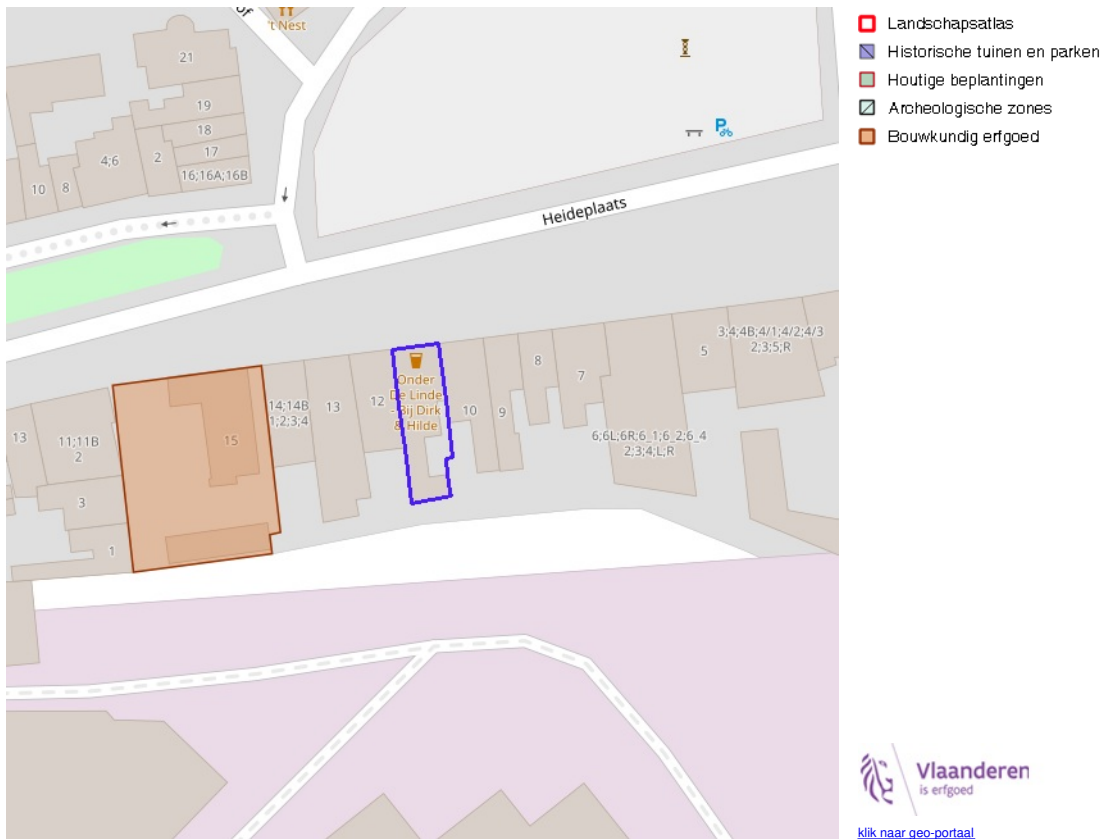 of
't Nest
21
19
18
17
16;16A;16B
4;6
2
10
8
Heideplaats
3;4;4B;4/1;4/2;4/3
2;3;5;R
5
8
7
Onder
De Linde
- Bij Dirk
& Hilde
12
10
9
14;14B
1;2;3;4
13
15
13
11;11B
2
6;6L;6R;6_1;6_2;6_4
2;3;4;L;R
3
1
Landschapsatlas
Historische tuinen en parken
Houtige beplantingen
Archeologische zones
Bouwkundig erfgoed
Vlaanderen
is erfgoed
klik naar geo-portaal